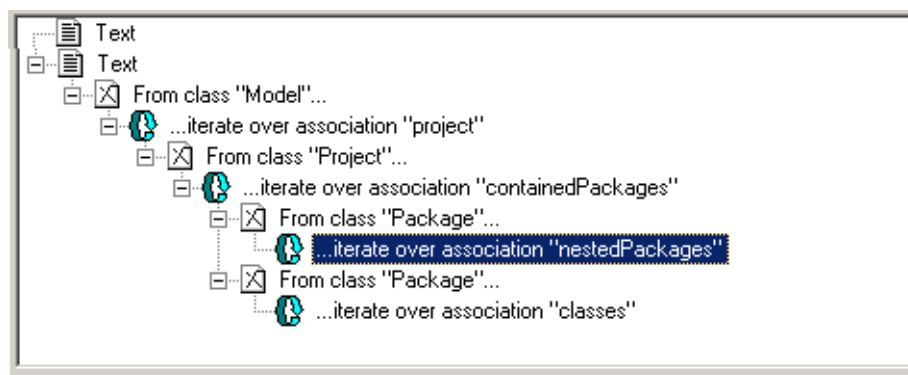 Text
Text
From class "Model"...
...iterate over association "project"
From class "Project"...
...iterate over association "containedPackages"
From class "Package"...
...iterate over association "nestedPackages"
From class "Package"...
...iterate over association "classes"